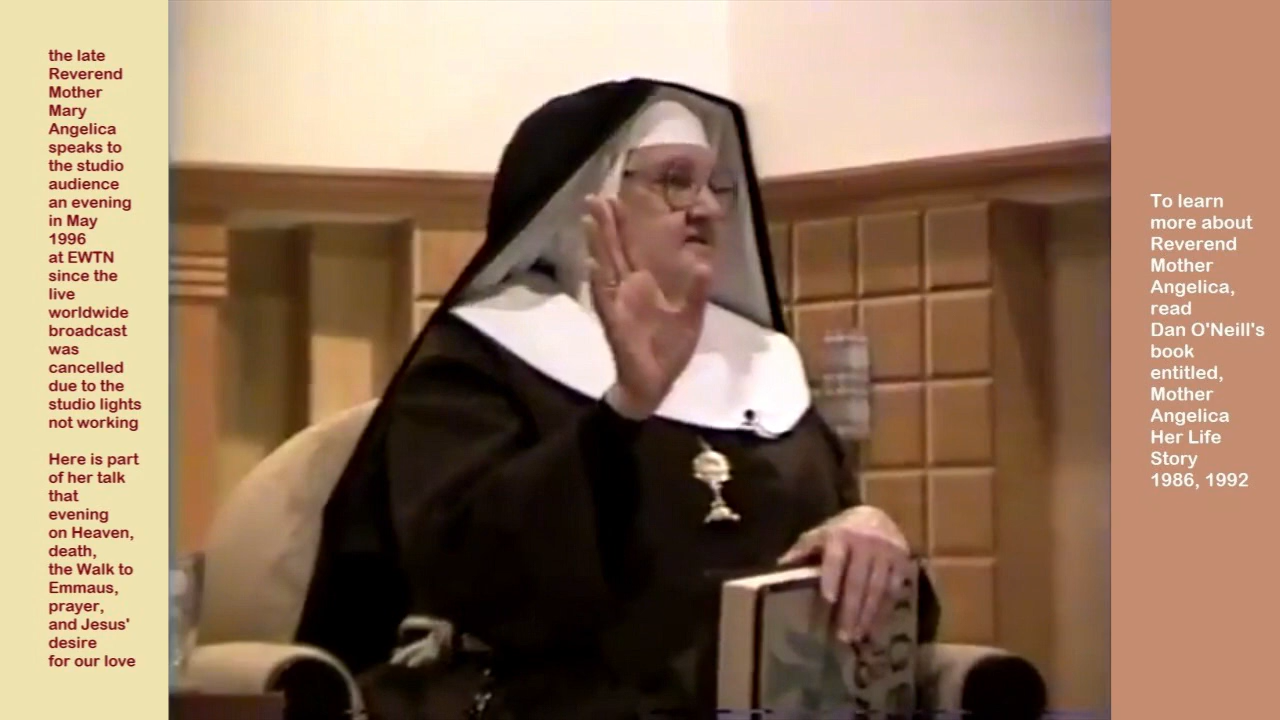 the late
Reverend
Mother
Mary
Angelica
speaks to
the studio
audience
an evening
in May
1996
at EWTN
since the
live
worldwide
broadcast
was
cancelled
due to the
studio lights
not working
Here is part
of her talk
that
evening
on Heaven,
death,
the Walk to
Emmaus,
prayer,
and Jesus'
desire
for our love
To learn
more about
Reverend
Mother
Angelica,
read
Dan O'Neill's
book
entitled,
Mother
Angelica
Her Life
Story
1986, 1992